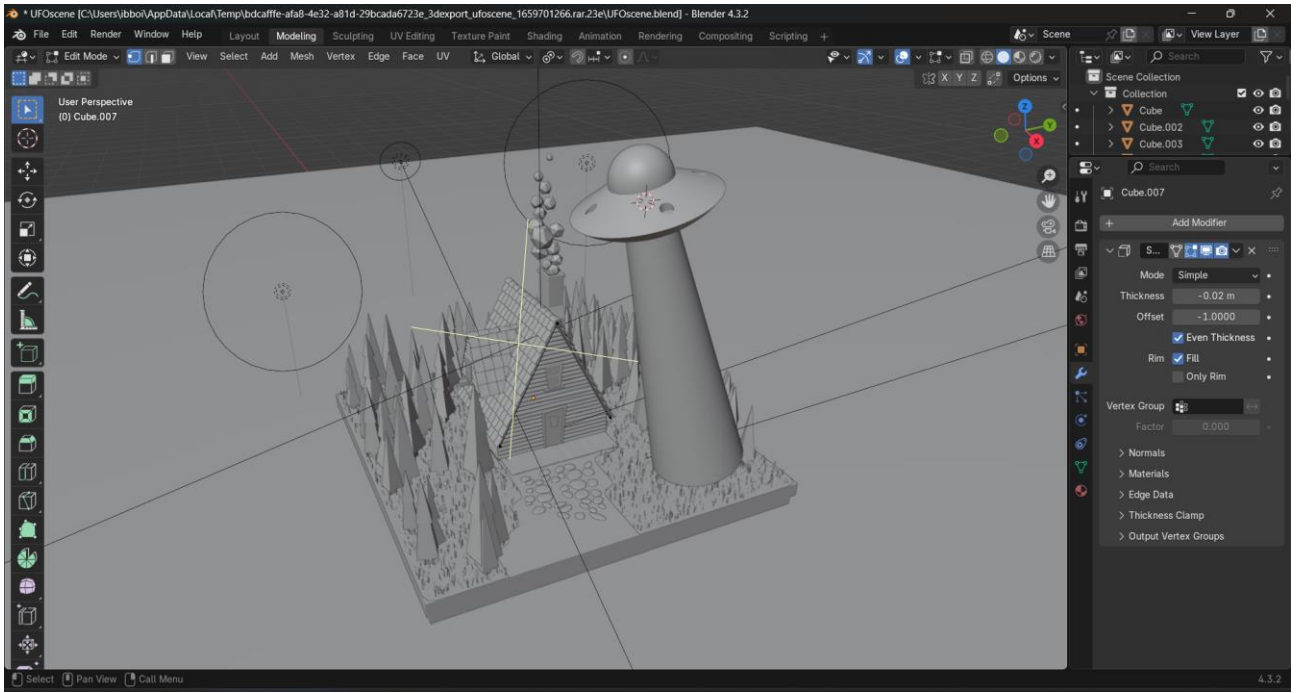 * UFOscene [C:\Users\ibboi\AppData\Local\Temp\bdcafffe-afa8-4e32-a81d-29bcada6723e_3dexport_ufoscene_1659701266.rar.23e\UFOscene.blend] - Blender 4.3.2
File Edit Render Window Help Layout Modeling Sculpting UV Editing Texture Paint Shading Animation Rendering Compositing Scripting + Scene View Layer
Edit Mode View Select Add Mesh Vertex Edge Face UV Global Search
X Y Z Options
Scene Collection
Collection
Cube
Cube.002
Cube.003
User Perspective
(0) Cube.007
Z
Y
X
Search
Cube.007
+ Add Modifier
S...
Mode Simple
Thickness -0.02 m
Offset -1.0000
Even Thickness
Rim Fill
Only Rim
Vertex Group
Factor 0.000
Normals
Materials
Edge Data
Thickness Clamp
Output Vertex Groups
Select Pan View Call Menu 4.3.2